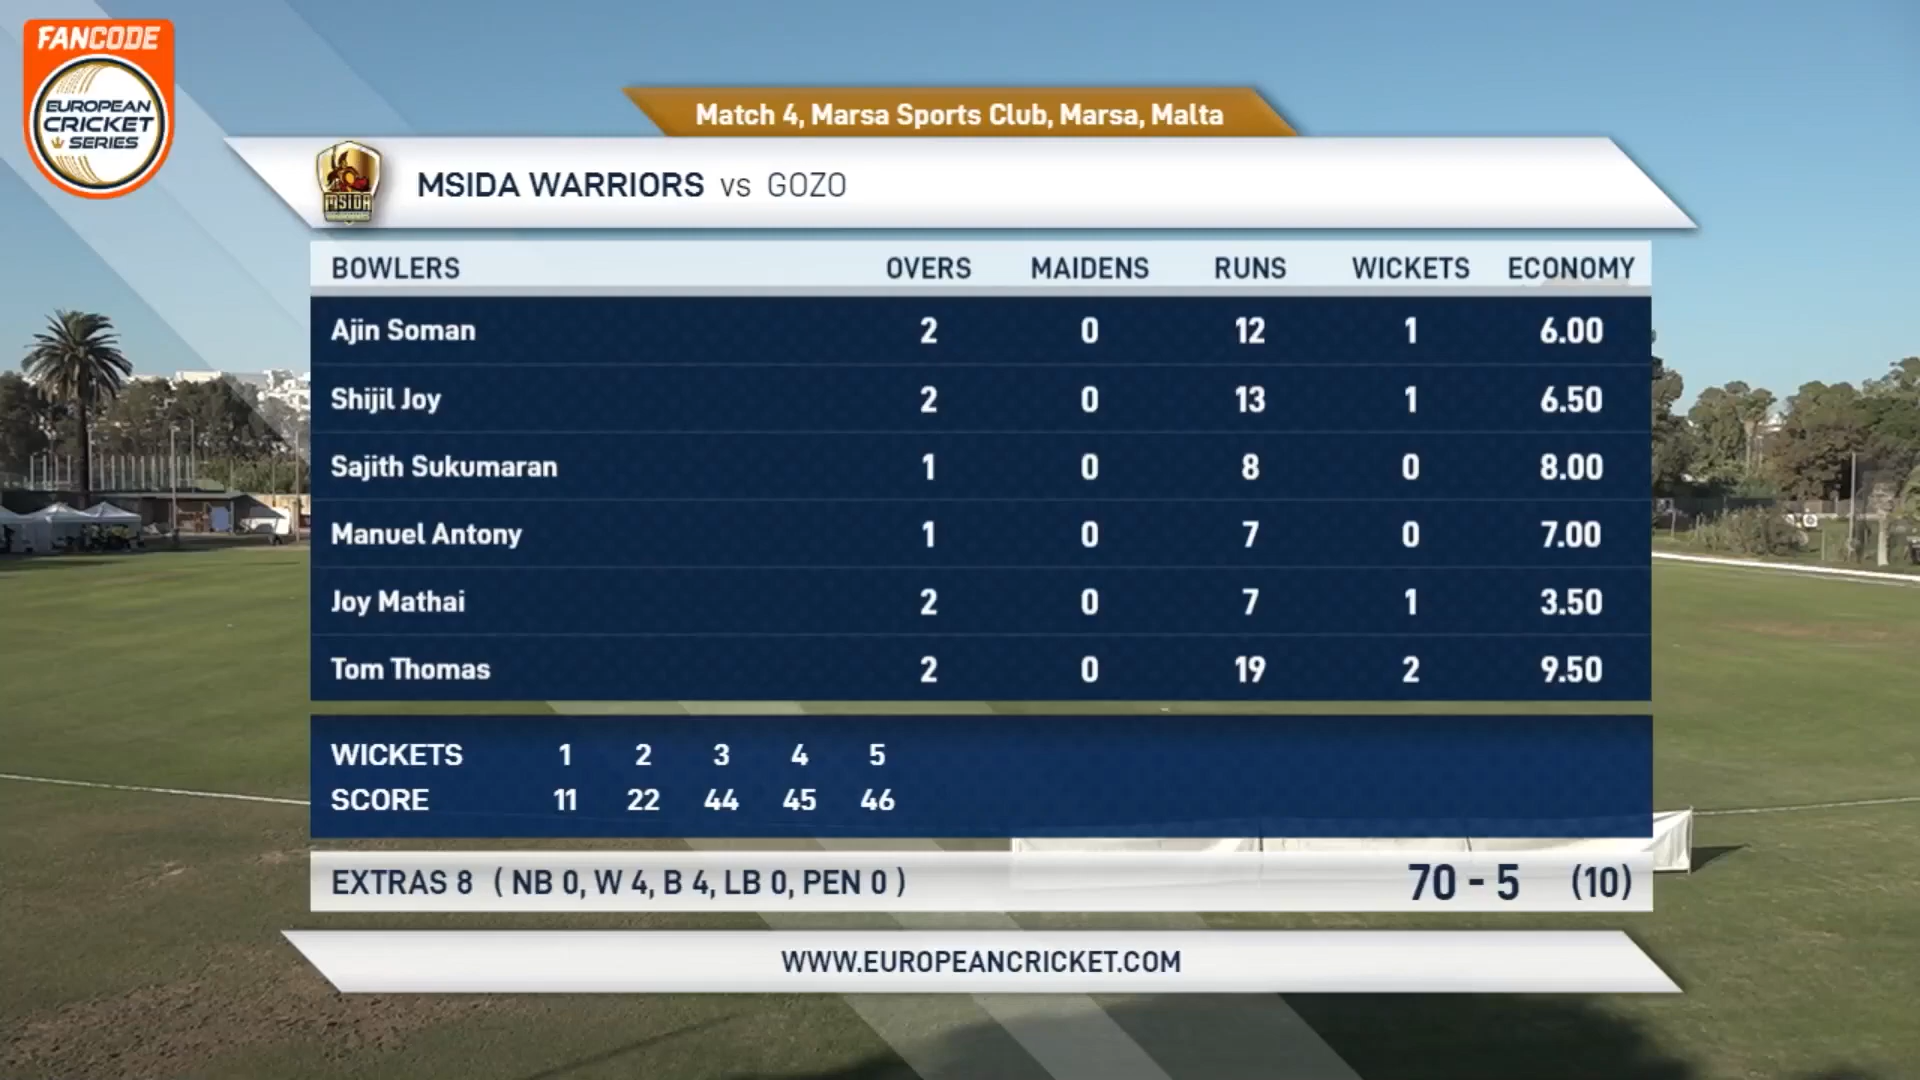 FANCODE
EUROPEAN
CRICKET
SERIES
Match 4, Marsa Sports Club, Marsa, Malta
MSIDA
MSIDA WARRIORS vs GOZO
BOWLERS OVERS MAIDENS RUNS WICKETS ECONOMY
Ajin Soman 2 0 12 1 6.00
Shijil Joy 2 0 13 1 6.50
Sajith Sukumaran 1 0 8 0 8.00
Manuel Antony 1 0 7 0 7.00
Joy Mathai 2 0 7 1 3.50
Tom Thomas 2 0 19 2 9.50
WICKETS 1 2 3 4 5
SCORE 11 22 44 45 46
EXTRAS 8 ( NB 0, W 4, B 4, LB 0, PEN 0 ) 70 - 5 (10)
WWW.EUROPEANCRICKET.COM